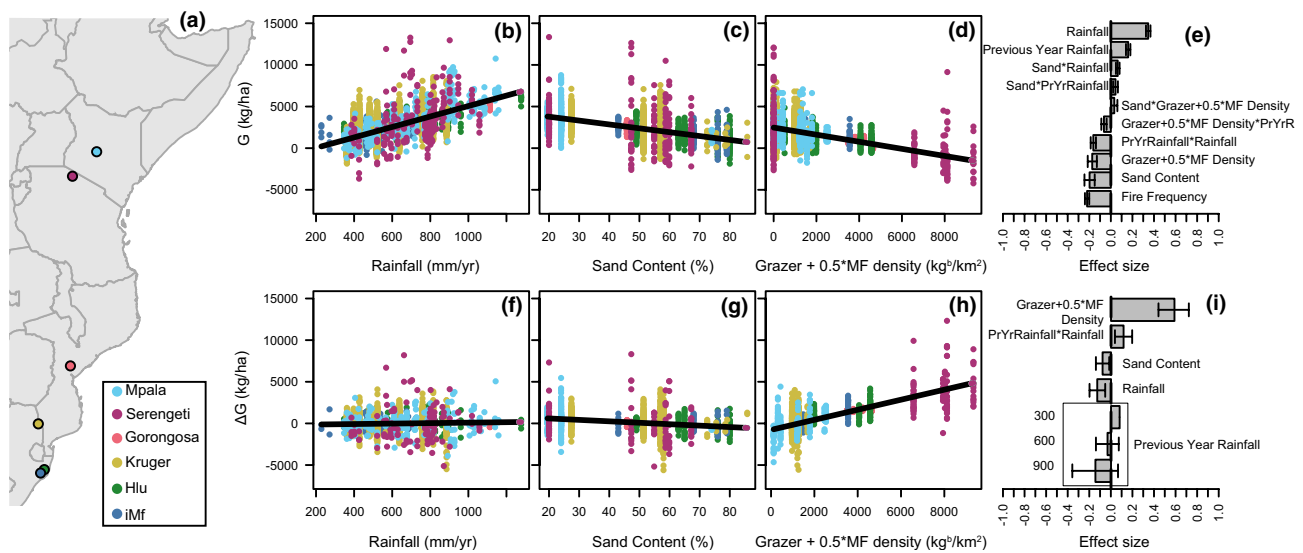 (a)
Mpala
Serengeti
Gorongosa
Kruger
Hlu
iMf
(b)
G (kg/ha)
15000
10000
5000
0
-5000
200 400 600 800 1000
Rainfall (mm/yr)
(c)
20 30 40 50 60 70 80
Sand Content (%)
(d)
0 2000 4000 6000 8000
Grazer + 0.5*MF density (kgᵇ/km²)
(e)
Rainfall
Previous Year Rainfall
Sand*Rainfall
Sand*PrYrRainfall
Sand*Grazer+0.5*MF Density
Grazer+0.5*MF Density*PrYrR
PrYrRainfall*Rainfall
Grazer+0.5*MF Density
Sand Content
Fire Frequency
-1.0 -0.8 -0.6 -0.4 -0.2 0.0 0.2 0.4 0.6 0.8 1.0
Effect size
(f)
ΔG (kg/ha)
15000
10000
5000
0
-5000
200 400 600 800 1000
Rainfall (mm/yr)
(g)
20 30 40 50 60 70 80
Sand Content (%)
(h)
0 2000 4000 6000 8000
Grazer + 0.5*MF density (kgᵇ/km²)
(i)
Grazer+0.5*MF
Density
PrYrRainfall*Rainfall
Sand Content
Rainfall
300
600
900
Previous Year Rainfall
-1.0 -0.8 -0.6 -0.4 -0.2 0.0 0.2 0.4 0.6 0.8 1.0
Effect size